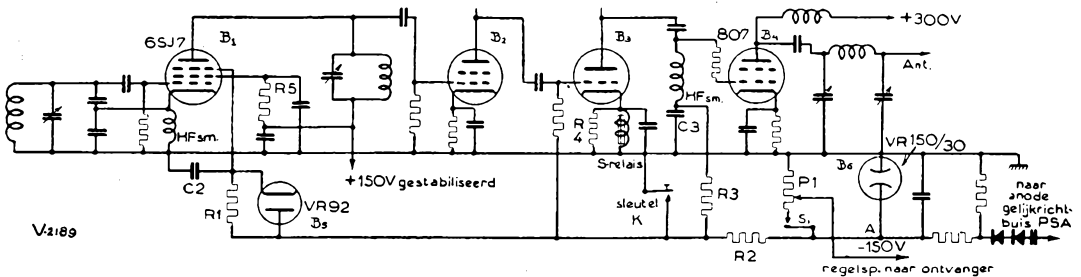 6SJ7
B1
B2
B3
807
B4
+300V
Ant.
R5
HFsm.
R4
S-relais
HFsm.
C3
C2
+150V gestabiliseerd
VR150/30
B6
VR92
B5
R1
sleutel
K
R3
P1
S1
R2
A
-150V
regelsp. naar ontvanger
naar
anode
gelijkricht-
buis PSA
V-2189